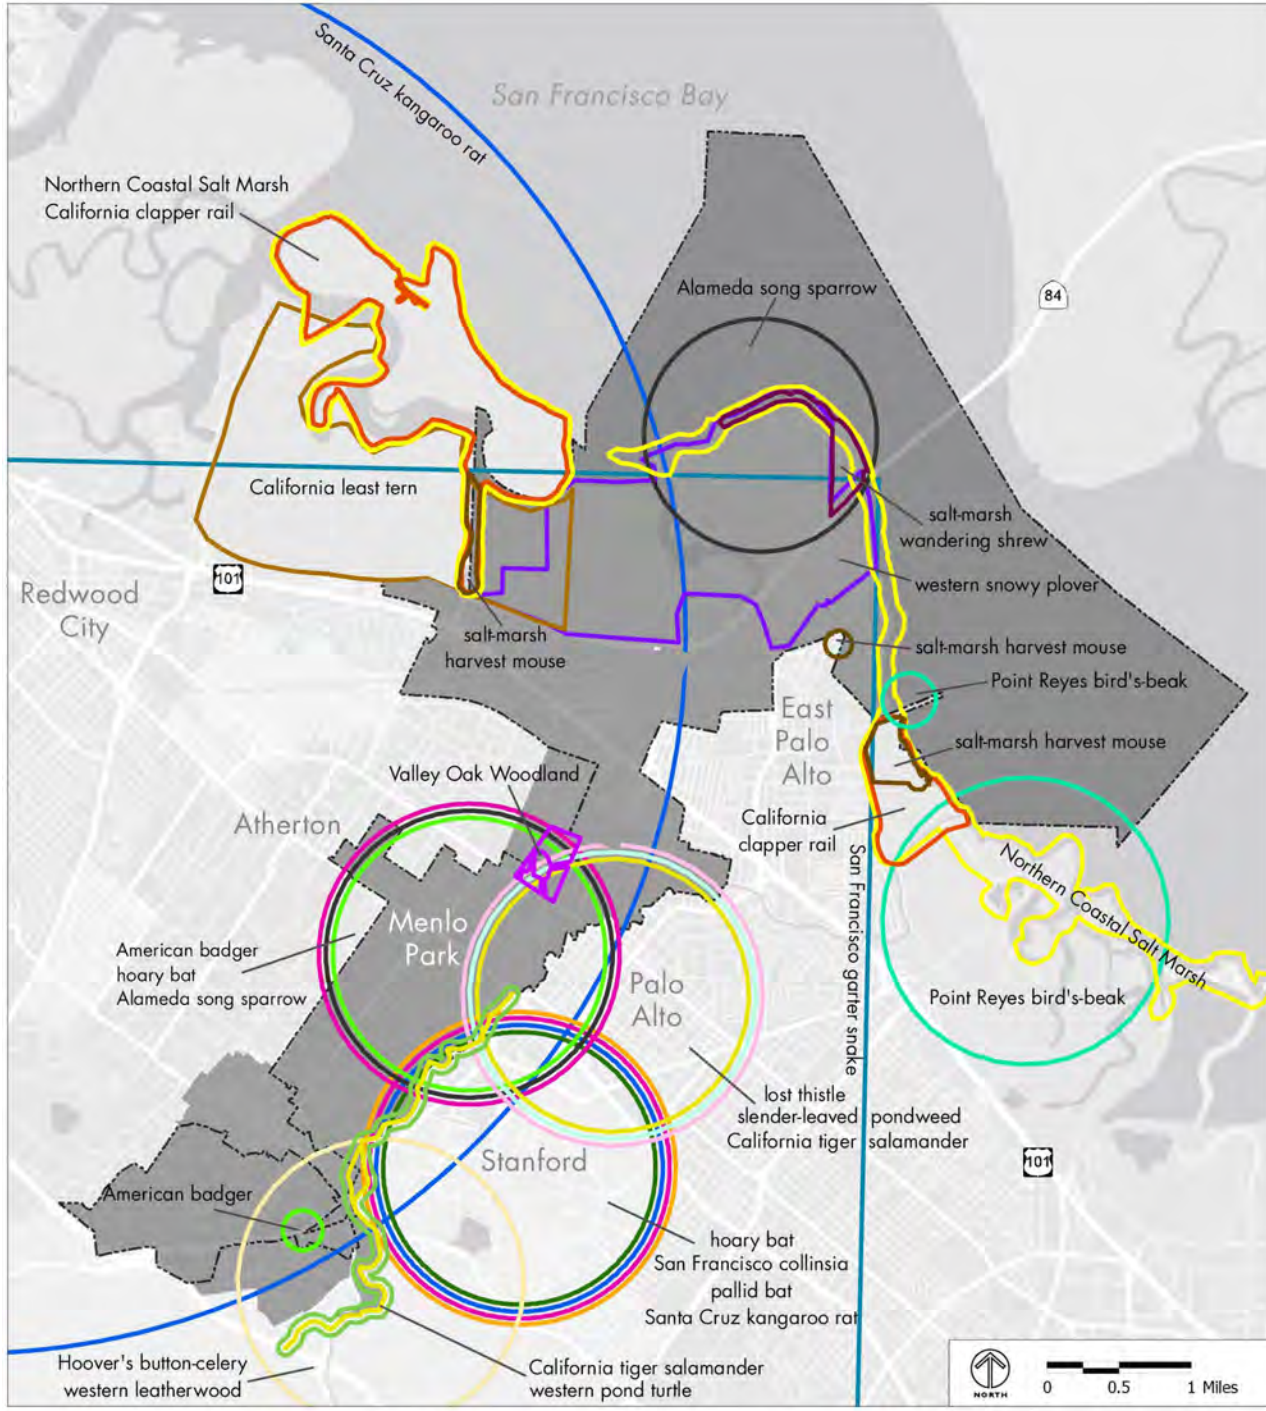 Santa Cruz kangaroo rat
San Francisco Bay
Northern Coastal Salt Marsh
California clapper rail
84
Alameda song sparrow
California least tern
salt-marsh
wandering shrew
101
western snowy plover
Redwood
City
salt-marsh
harvest mouse
salt-marsh harvest mouse
Point Reyes bird's-beak
East
Palo
Alto
salt-marsh harvest mouse
Valley Oak Woodland
Atherton
California
clapper rail
San Francisco garter snake
Northern Coastal Salt Marsh
Menlo
Park
American badger
hoary bat
Alameda song sparrow
Palo
Alto
Point Reyes bird's-beak
lost thistle
slender-leaved pondweed
California tiger salamander
Stanford
101
American badger
hoary bat
San Francisco collinsia
pallid bat
Santa Cruz kangaroo rat
Hoover's button-celery
western leatherwood
California tiger salamander
western pond turtle
NORTH
0 0.5 1 Miles